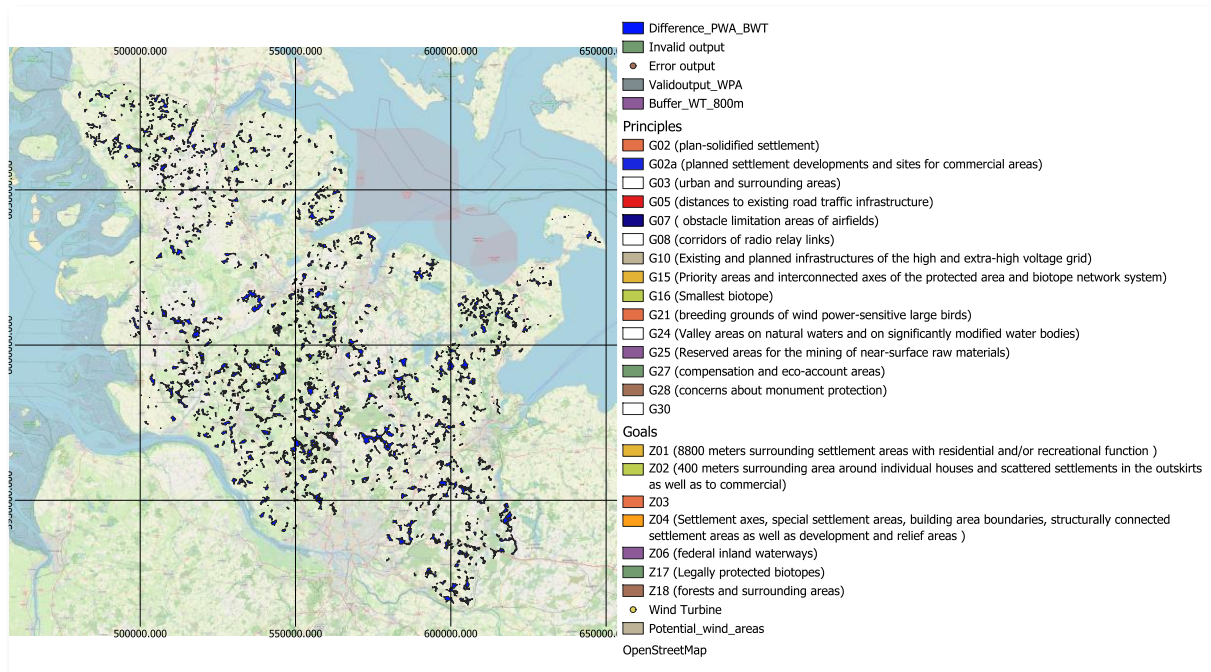 500000.000 550000.000 600000.000 650000.
Difference_PWA_BWT
Invalid output
Error output
Validoutput_WPA
Buffer_WT_800m
Principles
G02 (plan-solidified settlement)
G02a (planned settlement developments and sites for commercial areas)
G03 (urban and surrounding areas)
G05 (distances to existing road traffic infrastructure)
G07 ( obstacle limitation areas of airfields)
G08 (corridors of radio relay links)
G10 (Existing and planned infrastructures of the high and extra-high voltage grid)
G15 (Priority areas and interconnected axes of the protected area and biotope network system)
G16 (Smallest biotope)
G21 (breeding grounds of wind power-sensitive large birds)
G24 (Valley areas on natural waters and on significantly modified water bodies)
G25 (Reserved areas for the mining of near-surface raw materials)
G27 (compensation and eco-account areas)
G28 (concerns about monument protection)
G30
Goals
Z01 (8800 meters surrounding settlement areas with residential and/or recreational function )
Z02 (400 meters surrounding area around individual houses and scattered settlements in the outskirts
as well as to commercial)
Z03
Z04 (Settlement axes, special settlement areas, building area boundaries, structurally connected
settlement areas as well as development and relief areas )
Z06 (federal inland waterways)
Z17 (Legally protected biotopes)
Z18 (forests and surrounding areas)
Wind Turbine
Potential_wind_areas
OpenStreetMap
500000.000 550000.000 600000.000 650000.